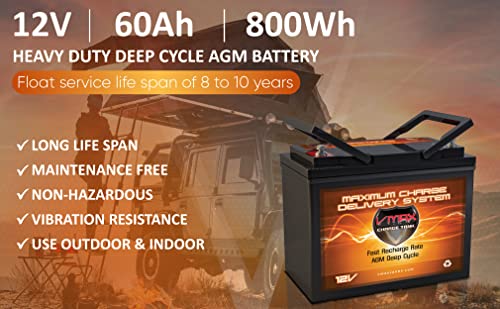 12V | 60Ah | 800Wh
HEAVY DUTY DEEP CYCLE AGM BATTERY
Float service life span of 8 to 10 years
LONG LIFE SPAN
MAINTENANCE FREE
NON-HAZARDOUS
VIBRATION RESISTANCE
USE OUTDOOR & INDOOR
MAXIMUM CHARGE
DELIVERY SYSTEM
VMAX
CHARGE TANK
Fast Recharge Rate
AGM Deep Cycle
12V